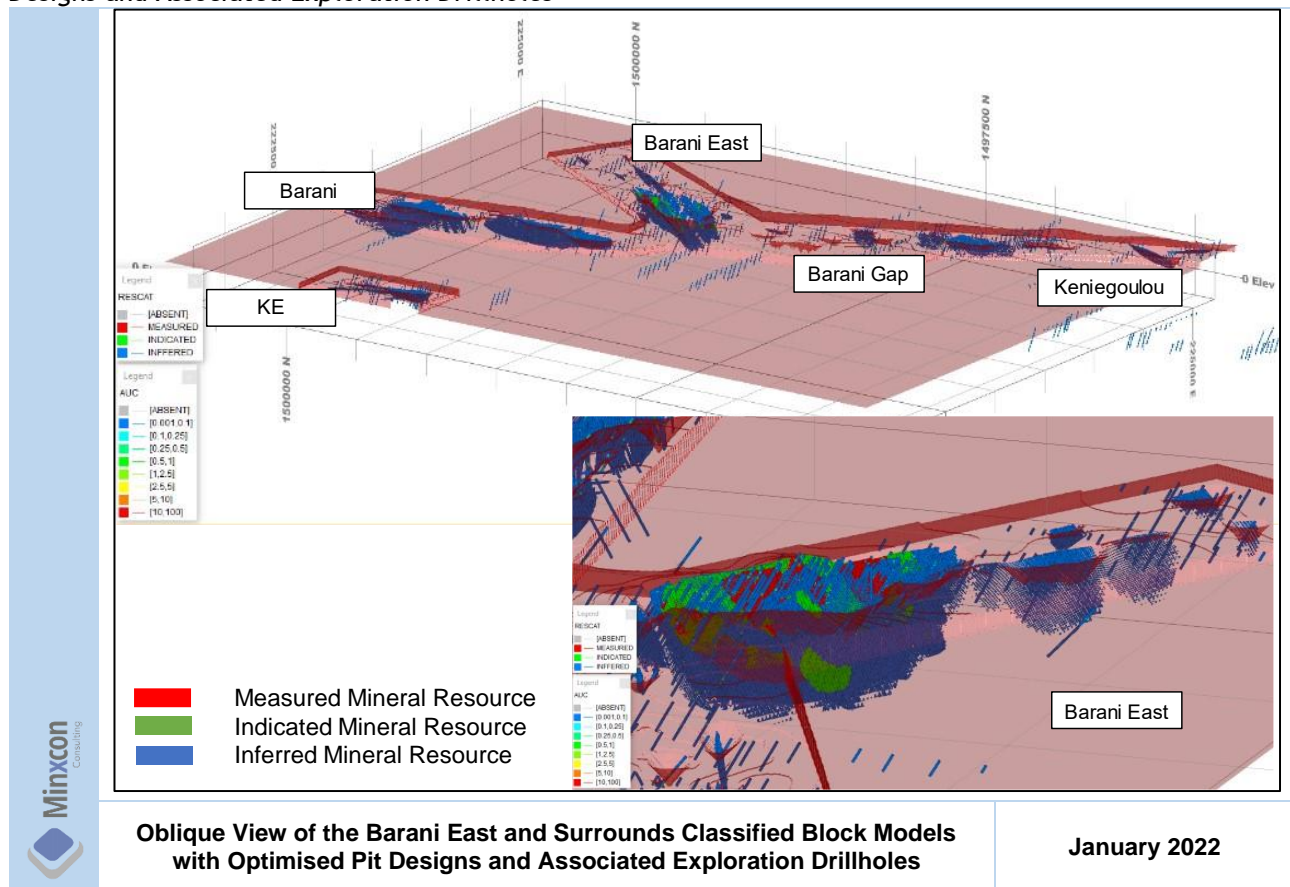 Designs and Associated Exploration Drillholes
1500000 N
1497500 N
Barani East
Barani
Barani Gap
Keniegoulou
KE
0 Elev
1500000 N
Legend
RESCAT
[ABSENT]
MEASURED
INDICATED
INFFERED
Legend
AUC
[ABSENT]
[0.001,0.1]
[0.1,0.25]
[0.25,0.5]
[0.5,1]
[1,2.5]
[2.5,5]
[5,10]
[10,100]
Legend
RESCAT
[ABSENT]
MEASURED
INDICATED
INFFERED
Legend
AUC
[ABSENT]
[0.001,0.1]
[0.1,0.25]
[0.25,0.5]
[0.5,1]
[1,2.5]
[2.5,5]
[5,10]
[10,100]
Barani East
Measured Mineral Resource
Indicated Mineral Resource
Inferred Mineral Resource
Minxcon
Consulting
Oblique View of the Barani East and Surrounds Classified Block Models
with Optimised Pit Designs and Associated Exploration Drillholes
January 2022